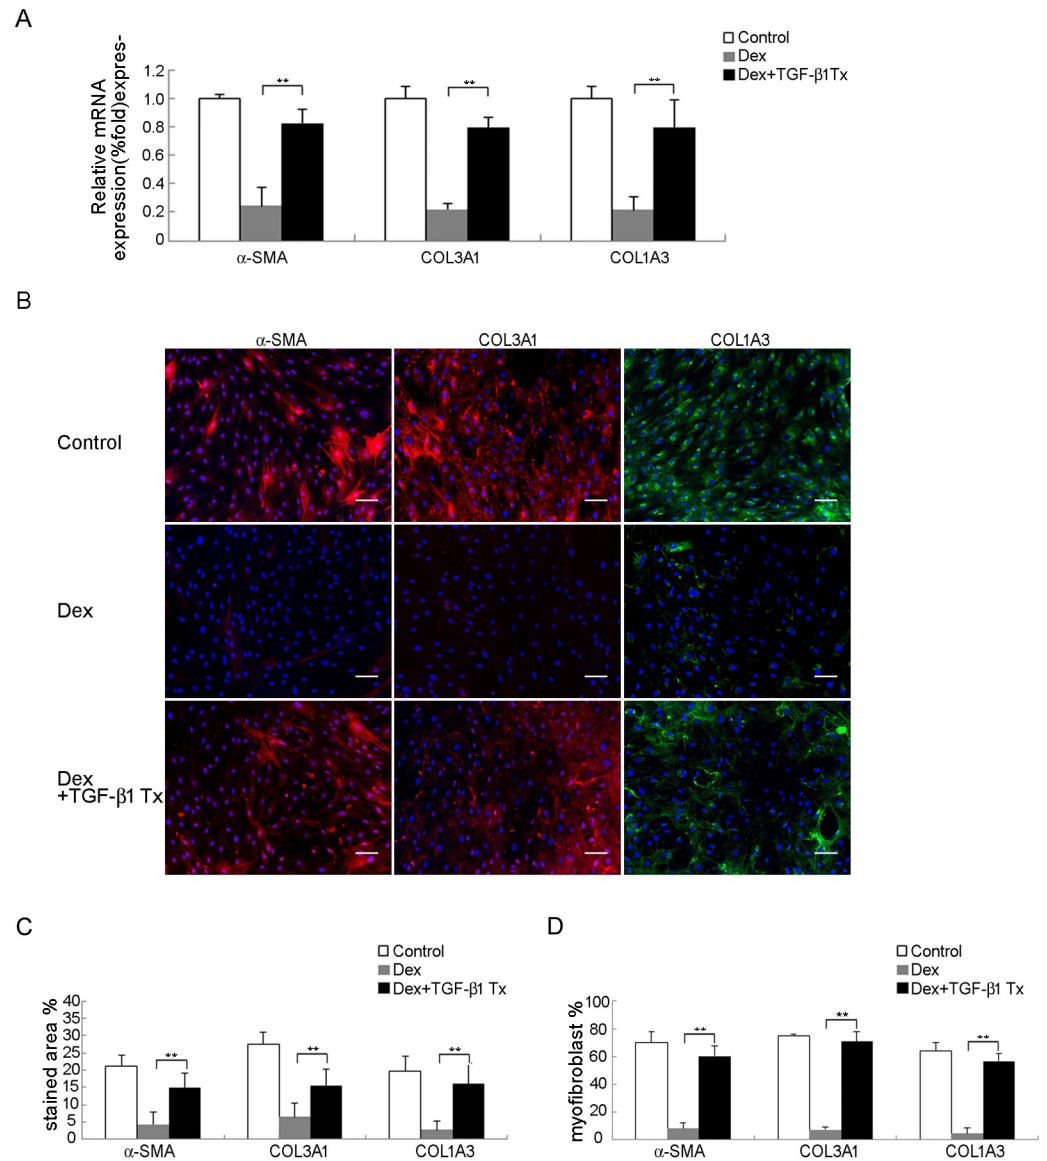 A
Control
Dex
Dex+TGF-β1Tx
Relative mRNA
expression(%fold)expres-
1.2
1.0
0.8
0.6
0.4
0.2
0
**
**
**
α-SMA COL3A1 COL1A3
B
α-SMA COL3A1 COL1A3
Control
Dex
Dex
+TGF-β1 Tx
C
Control
Dex
Dex+TGF-β1 Tx
stained area %
40
35
30
25
20
15
10
5
0
**
**
**
α-SMA COL3A1 COL1A3
D
Control
Dex
Dex+TGF-β1 Tx
myofibroblast %
100
80
60
40
20
0
**
**
**
α-SMA COL3A1 COL1A3